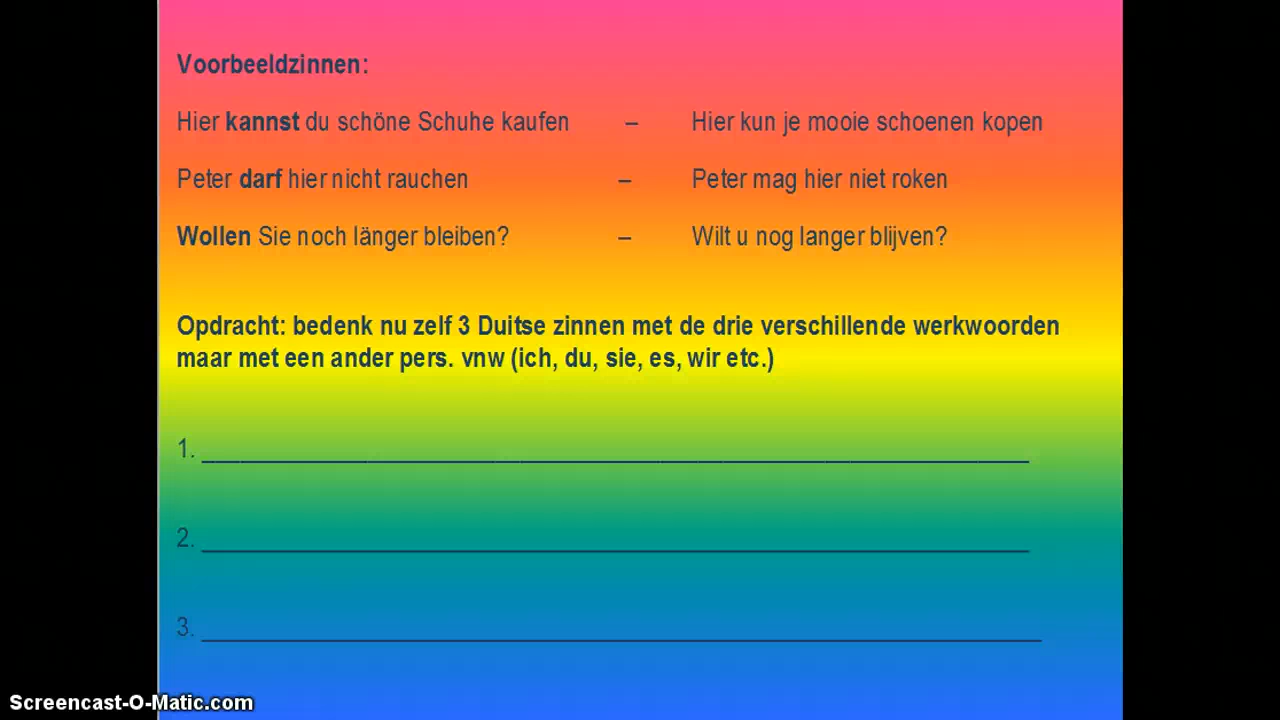 Voorbeeldzinnen:
Hier kannst du schöne Schuhe kaufen – Hier kun je mooie schoenen kopen
Peter darf hier nicht rauchen – Peter mag hier niet roken
Wollen Sie noch länger bleiben? – Wilt u nog langer blijven?
Opdracht: bedenk nu zelf 3 Duitse zinnen met de drie verschillende werkwoorden
maar met een ander pers. vnw (ich, du, sie, es, wir etc.)
1. ____________________
2. ____________________
3. ____________________
Screencast-O-Matic.com